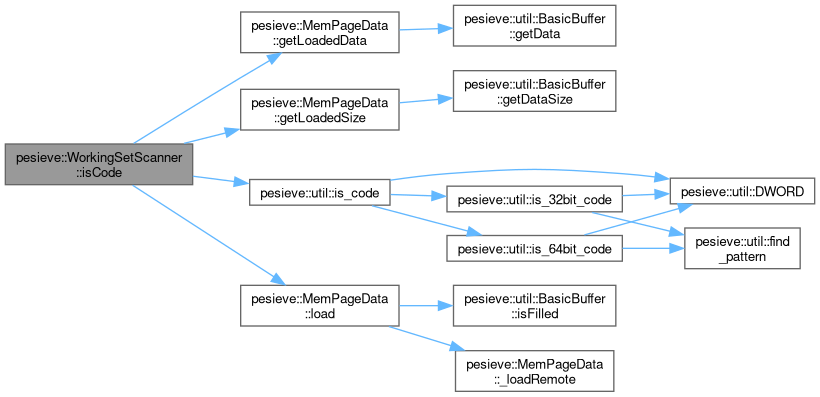 pesieve::WorkingSetScanner
::isCode
pesieve::MemPageData
::getLoadedData
pesieve::util::BasicBuffer
::getData
pesieve::MemPageData
::getLoadedSize
pesieve::util::BasicBuffer
::getDataSize
pesieve::util::is_code
pesieve::util::is_32bit_code
pesieve::util::is_64bit_code
pesieve::util::DWORD
pesieve::util::find
_pattern
pesieve::MemPageData
::load
pesieve::util::BasicBuffer
::isFilled
pesieve::MemPageData
::_loadRemote